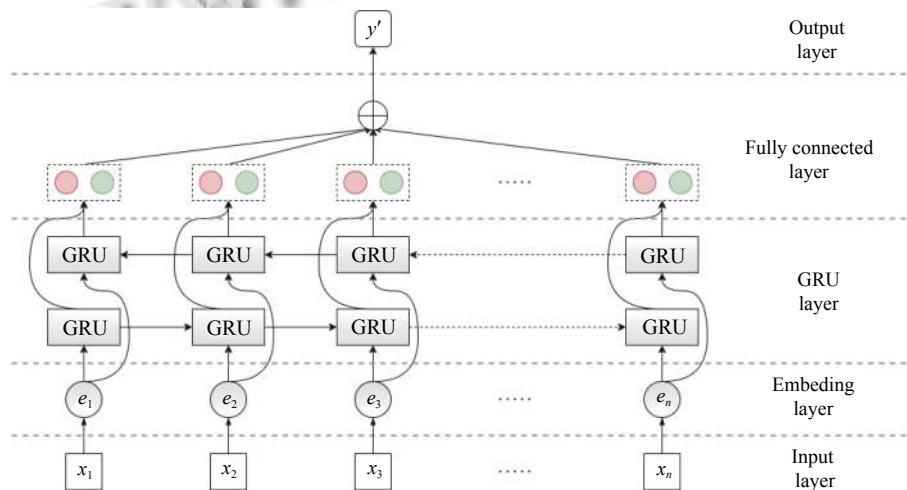 y′
Output
layer
Fully connected
layer
.....
GRU GRU GRU GRU
GRU
layer
GRU GRU GRU GRU
e1 e2 e3 ..... en
Embeding
layer
x1 x2 x3 ..... xn
Input
layer